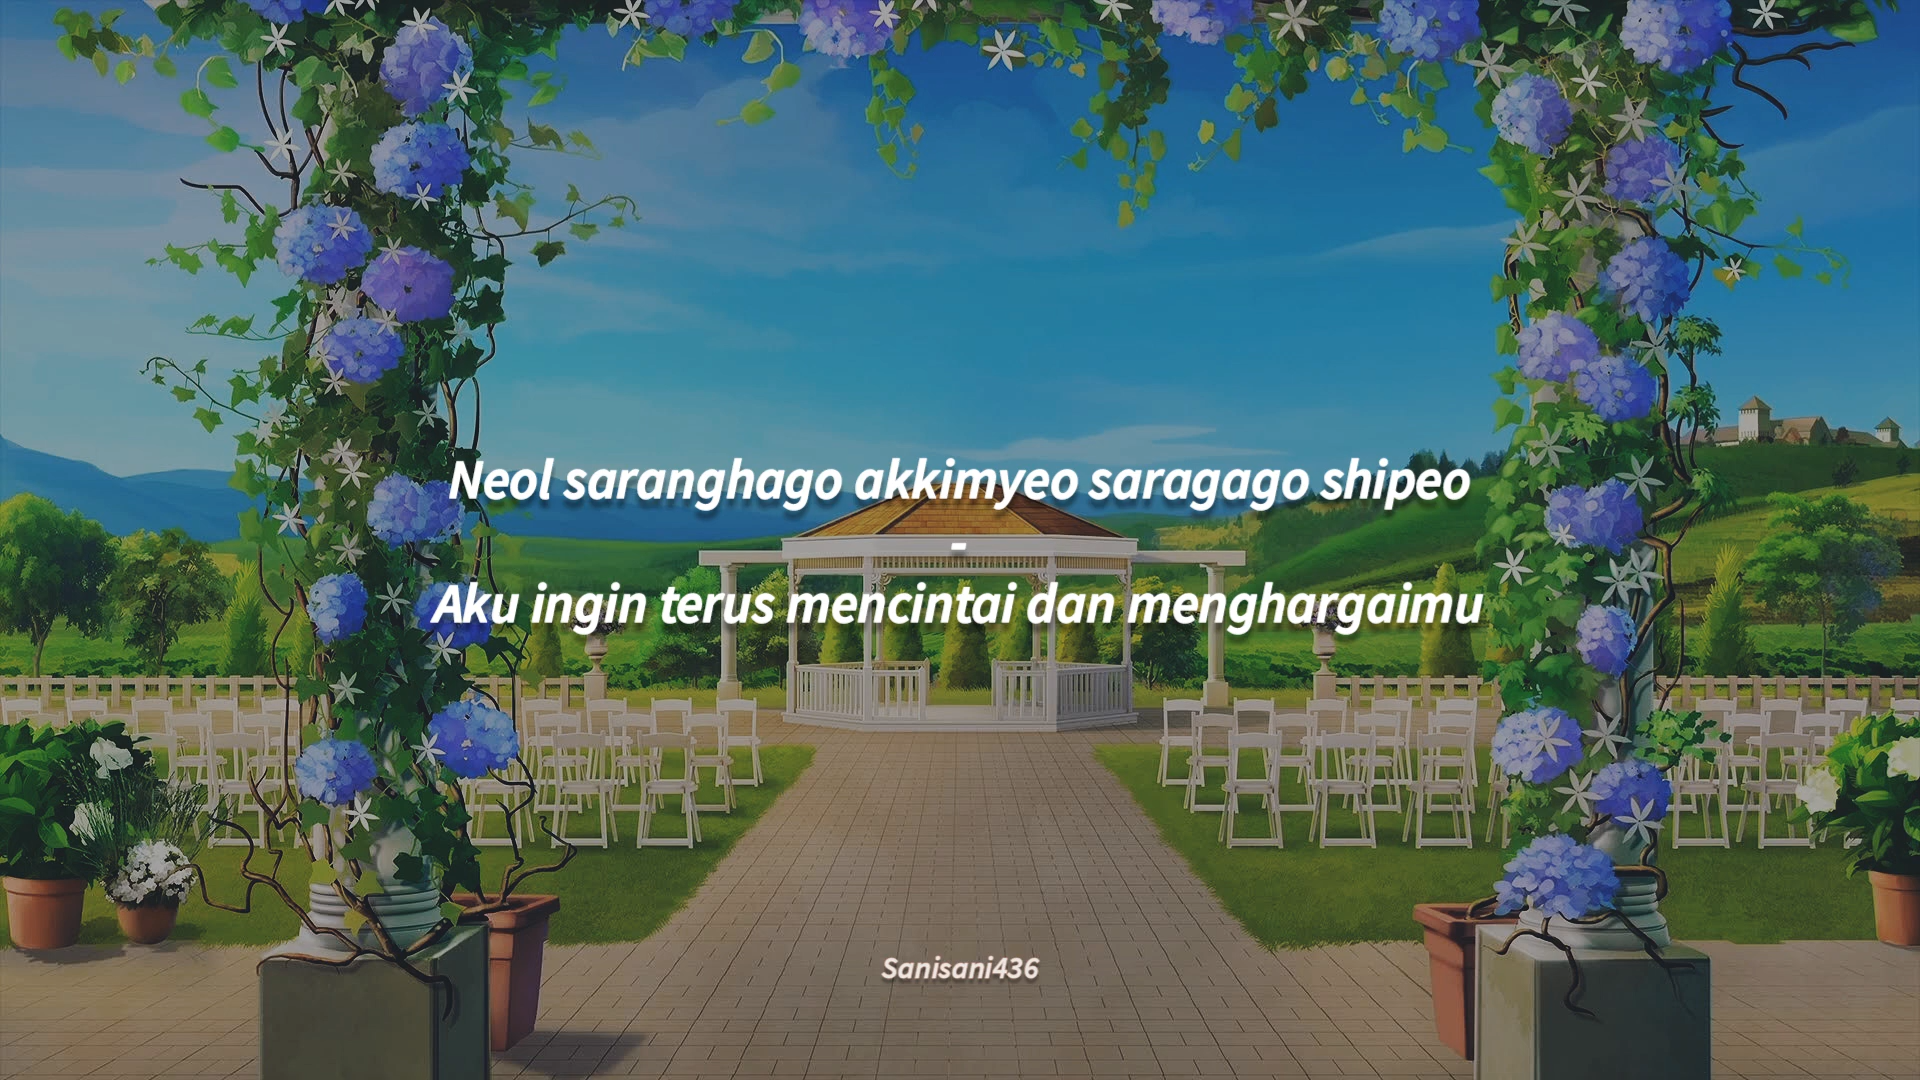 Neol saranghago akkimyeo saragago shipeo
-
Aku ingin terus mencintai dan menghargaimu
Sanisani436